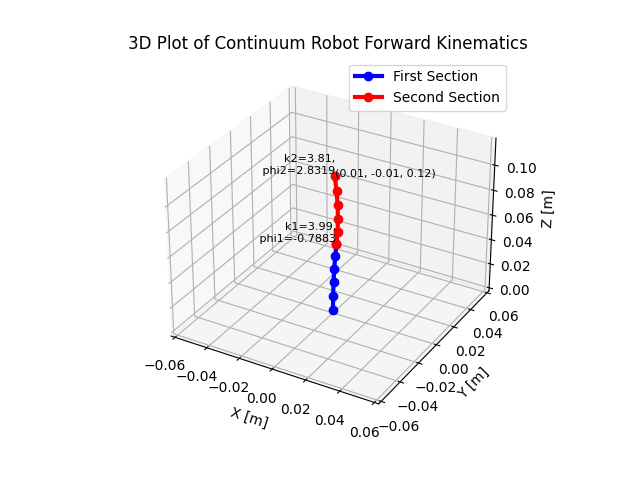 3D Plot of Continuum Robot Forward Kinematics
First Section
Second Section
k2=3.81,
phi2=2.8319
(0.01, -0.01, 0.12)
k1=3.99,
phi1=-0.7883
0.10
0.08
0.06
0.04
0.02
0.00
Z [m]
−0.06
−0.04
−0.02
0.00
0.02
0.04
0.06
X [m]
0.06
0.04
0.02
0.00
−0.02
−0.04
−0.06
Y [m]